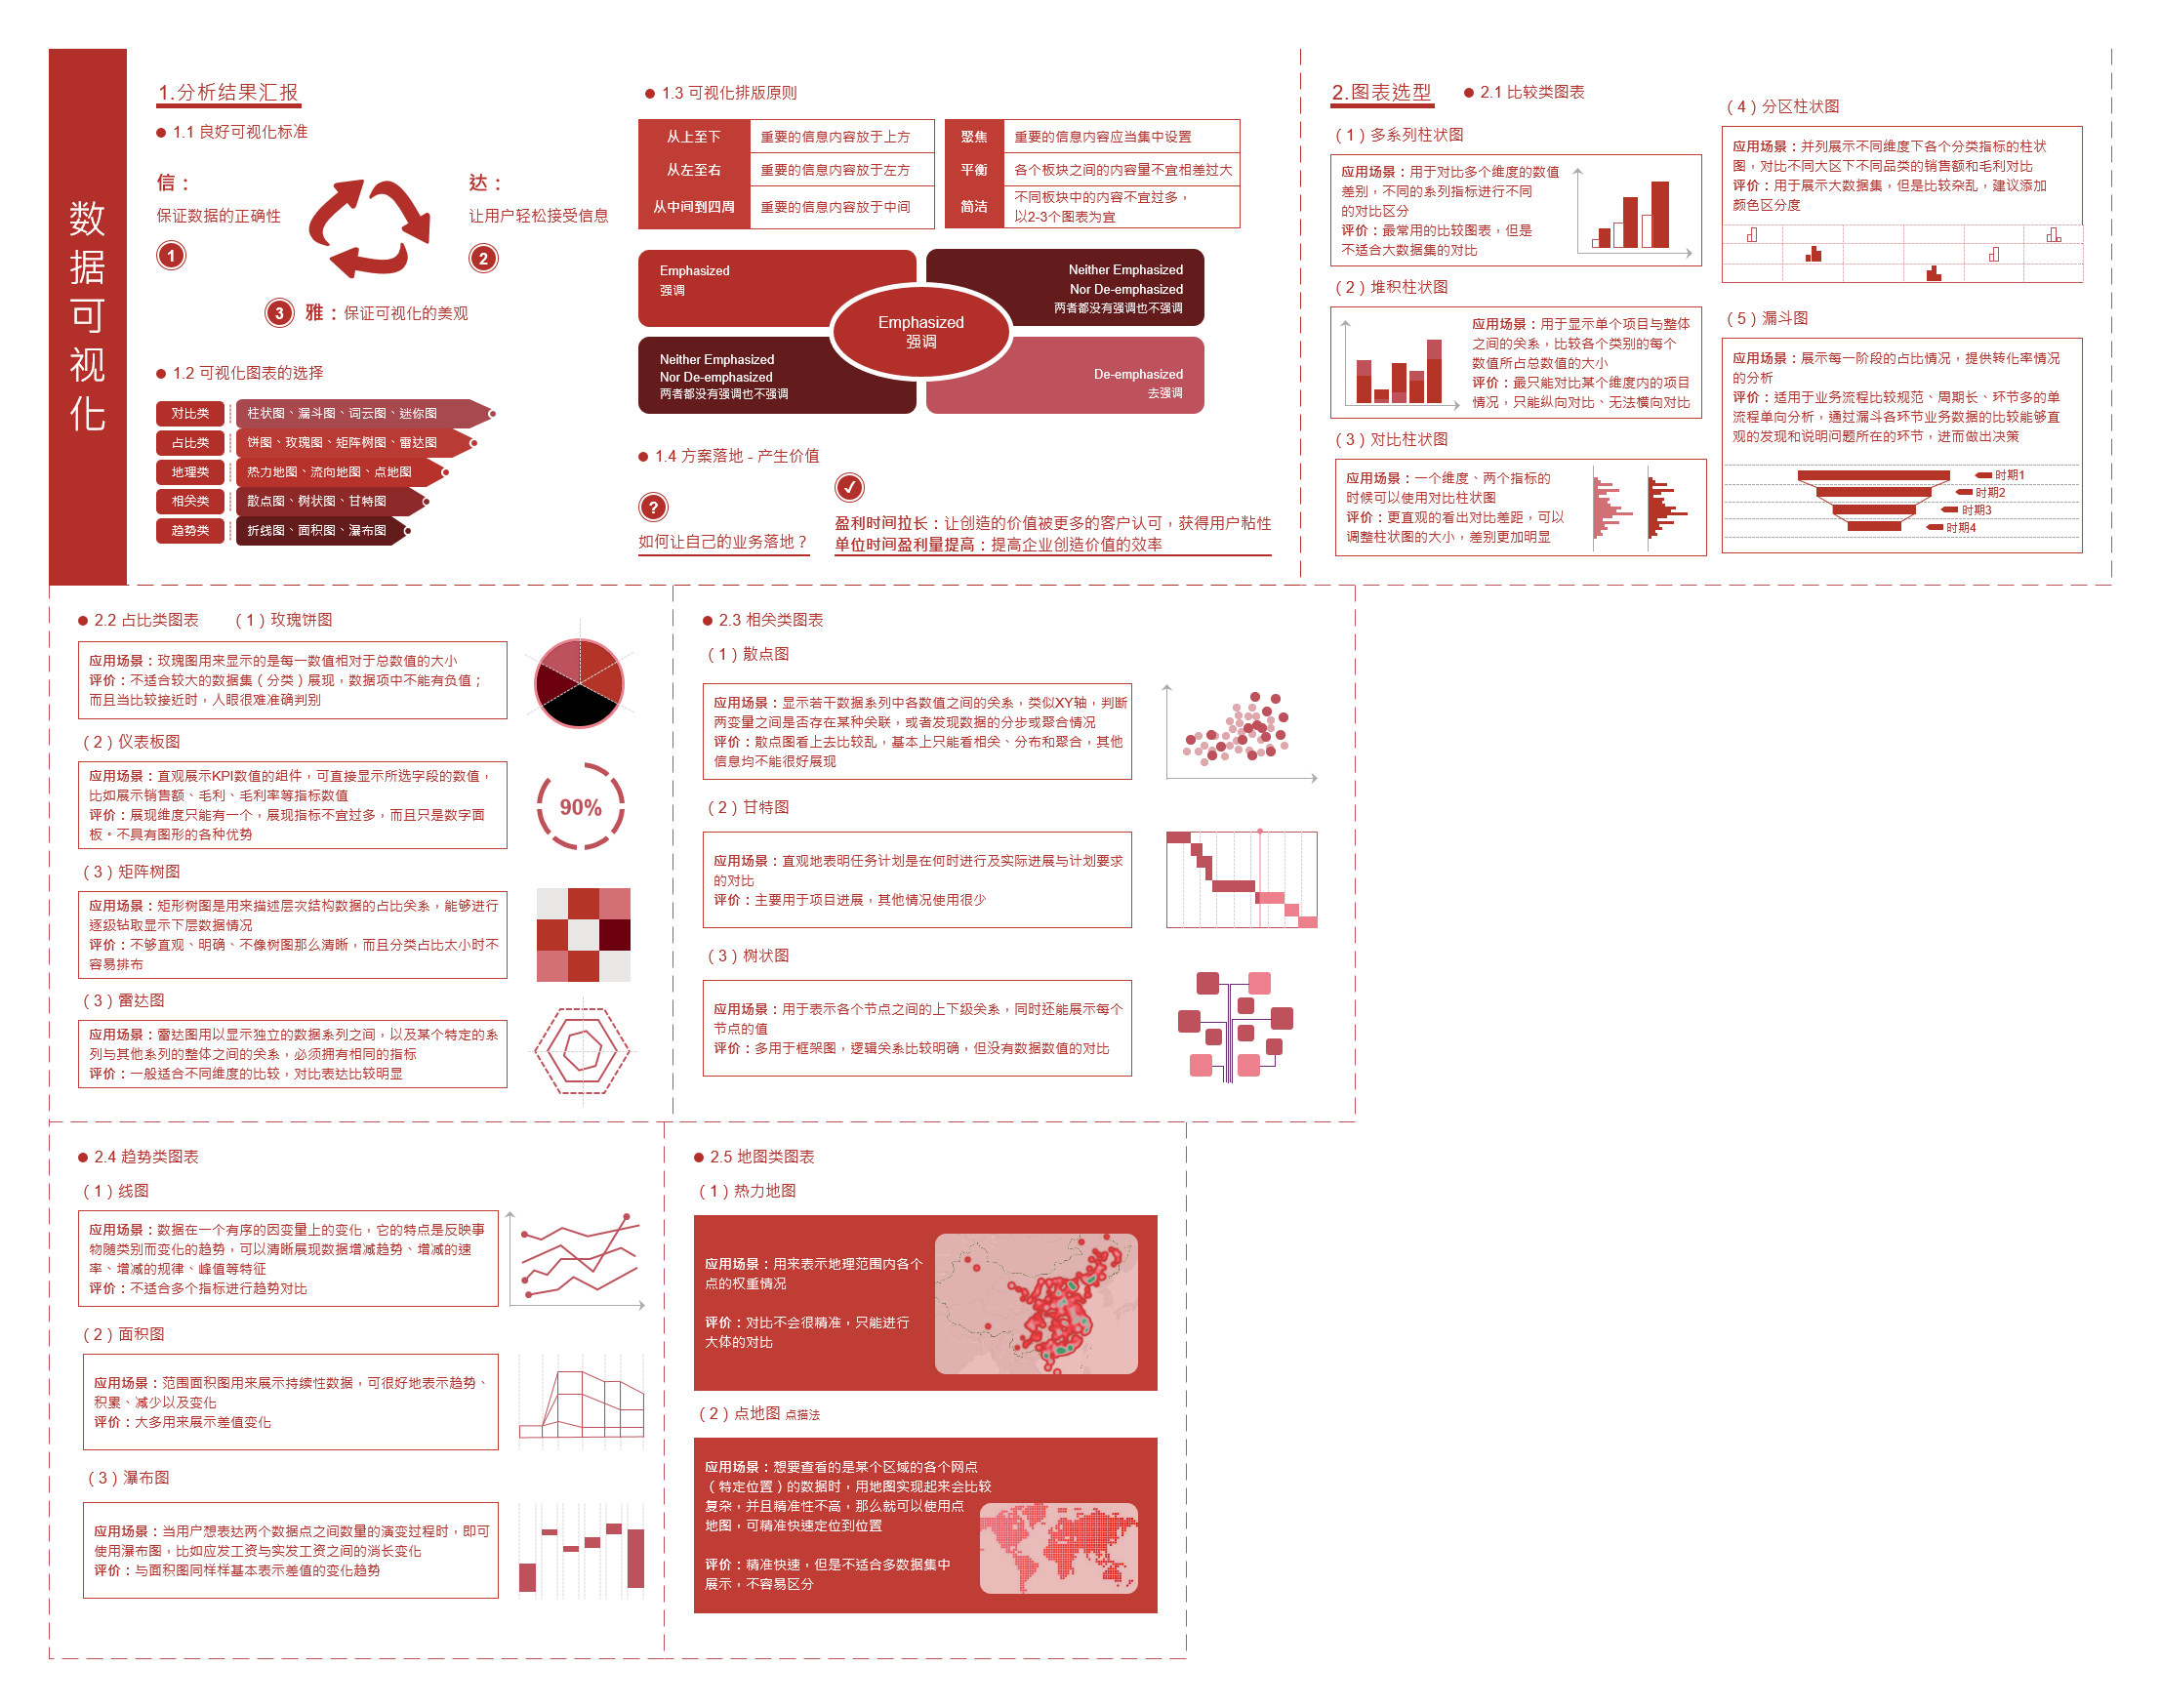 数据可视化
1.分析结果汇报
1.1 良好可视化标准
信：
保证数据的正确性
1
达：
让用户轻松接受信息
2
3 雅：保证可视化的美观
1.2 可视化图表的选择
对比类 柱状图、漏斗图、词云图、迷你图
占比类 饼图、玫瑰图、矩阵树图、雷达图
地理类 热力地图、流向地图、点地图
相关类 散点图、树状图、甘特图
趋势类 折线图、面积图、瀑布图
1.3 可视化排版原则
从上至下 重要的信息内容放于上方
从左至右 重要的信息内容放于左方
从中间到四周 重要的信息内容放于中间
聚焦 重要的信息内容应当集中设置
平衡 各个板块之间的内容量不宜相差过大
简洁 不同板块中的内容不宜过多，
以2-3个图表为宜
Emphasized
强调
Neither Emphasized
Nor De-emphasized
两者都没有强调也不强调
Emphasized
强调
Neither Emphasized
Nor De-emphasized
两者都没有强调也不强调
De-emphasized
去强调
1.4 方案落地 - 产生价值
?
如何让自己的业务落地？
盈利时间拉长：让创造的价值被更多的客户认可，获得用户粘性
单位时间盈利量提高：提高企业创造价值的效率
2.图表选型
2.1 比较类图表
（1）多系列柱状图
应用场景：用于对比多个维度的数值
差别，不同的系列指标进行不同
的对比区分
评价：最常用的比较图表，但是
不适合大数据集的对比
（2）堆积柱状图
应用场景：用于显示单个项目与整体
之间的关系，比较各个类别的每个
数值所占总数值的大小
评价：最只能对比某个维度内的项目
情况，只能纵向对比、无法横向对比
（3）对比柱状图
应用场景：一个维度、两个指标的
时候可以使用对比柱状图
评价：更直观的看出对比差距，可以
调整柱状图的大小，差别更加明显
（4）分区柱状图
应用场景：并列展示不同维度下各个分类指标的柱状
图，对比不同大区下不同品类的销售额和毛利对比
评价：用于展示大数据集，但是比较杂乱，建议添加
颜色区分度
（5）漏斗图
应用场景：展示每一阶段的占比情况，提供转化率情况
的分析
评价：适用于业务流程比较规范、周期长、环节多的单
流程单向分析，通过漏斗各环节业务数据的比较能够直
观的发现和说明问题所在的环节，进而做出决策
时期1
时期2
时期3
时期4
2.2 占比类图表
（1）玫瑰饼图
应用场景：玫瑰图用来显示的是每一数值相对于总数值的大小
评价：不适合较大的数据集（分类）展现，数据项中不能有负值；
而且当比较接近时，人眼很难准确判别
（2）仪表板图
应用场景：直观展示KPI数值的组件，可直接显示所选字段的数值，
比如展示销售额、毛利、毛利率等指标数值
评价：展现维度只能有一个，展现指标不宜过多，而且只是数字面
板。不具有图形的各种优势
90%
（3）矩阵树图
应用场景：矩形树图是用来描述层次结构数据的占比关系，能够进行
逐级钻取显示下层数据情况
评价：不够直观、明确、不像树图那么清晰，而且分类占比太小时不
容易排布
（3）雷达图
应用场景：雷达图用以显示独立的数据系列之间，以及某个特定的系
列与其他系列的整体之间的关系，必须拥有相同的指标
评价：一般适合不同维度的比较，对比表达比较明显
2.3 相关类图表
（1）散点图
应用场景：显示若干数据系列中各数值之间的关系，类似XY轴，判断
两变量之间是否存在某种关联，或者发现数据的分步或聚合情况
评价：散点图看上去比较乱，基本上只能看相关、分布和聚合，其他
信息均不能很好展现
（2）甘特图
应用场景：直观地表明任务计划是在何时进行及实际进展与计划要求
的对比
评价：主要用于项目进展，其他情况使用很少
（3）树状图
应用场景：用于表示各个节点之间的上下级关系，同时还能展示每个
节点的值
评价：多用于框架图，逻辑关系比较明确，但没有数据数值的对比
2.4 趋势类图表
（1）线图
应用场景：数据在一个有序的因变量上的变化，它的特点是反映事
物随类别而变化的趋势，可以清晰展现数据增减趋势、增减的速
率、增减的规律、峰值等特征
评价：不适合多个指标进行趋势对比
（2）面积图
应用场景：范围面积图用来展示持续性数据，可很好地表示趋势、
积累、减少以及变化
评价：大多用来展示差值变化
（3）瀑布图
应用场景：当用户想表达两个数据点之间数量的演变过程时，即可
使用瀑布图，比如应发工资与实发工资之间的消长变化
评价：与面积图同样样基本表示差值的变化趋势
2.5 地图类图表
（1）热力地图
应用场景：用来表示地理范围内各个
点的权重情况
评价：对比不会很精准，只能进行
大体的对比
（2）点地图 点描法
应用场景：想要查看的是某个区域的各个网点
（特定位置）的数据时，用地图实现起来会比较
复杂，并且精准性不高，那么就可以使用点
地图，可精准快速定位到位置
评价：精准快速，但是不适合多数据集中
展示，不容易区分